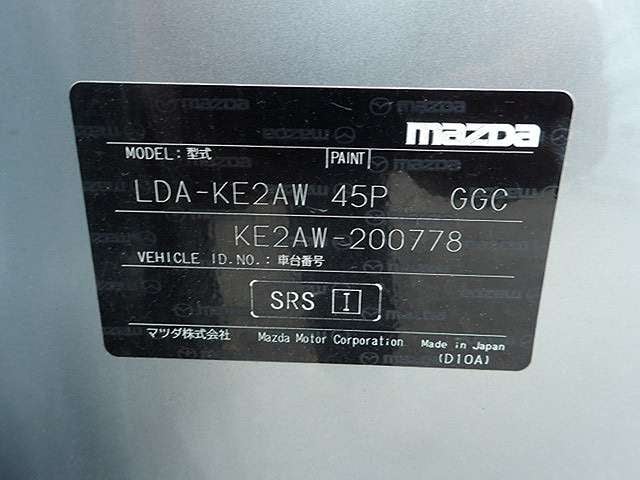 mazda
MODEL: 型式 PAINT
LDA-KE2AW 45P GGC
KE2AW-200778
VEHICLE ID.NO.: 車台番号
SRS I
マツダ株式会社 Mazda Motor Corporation Made in Japan
(D10A)